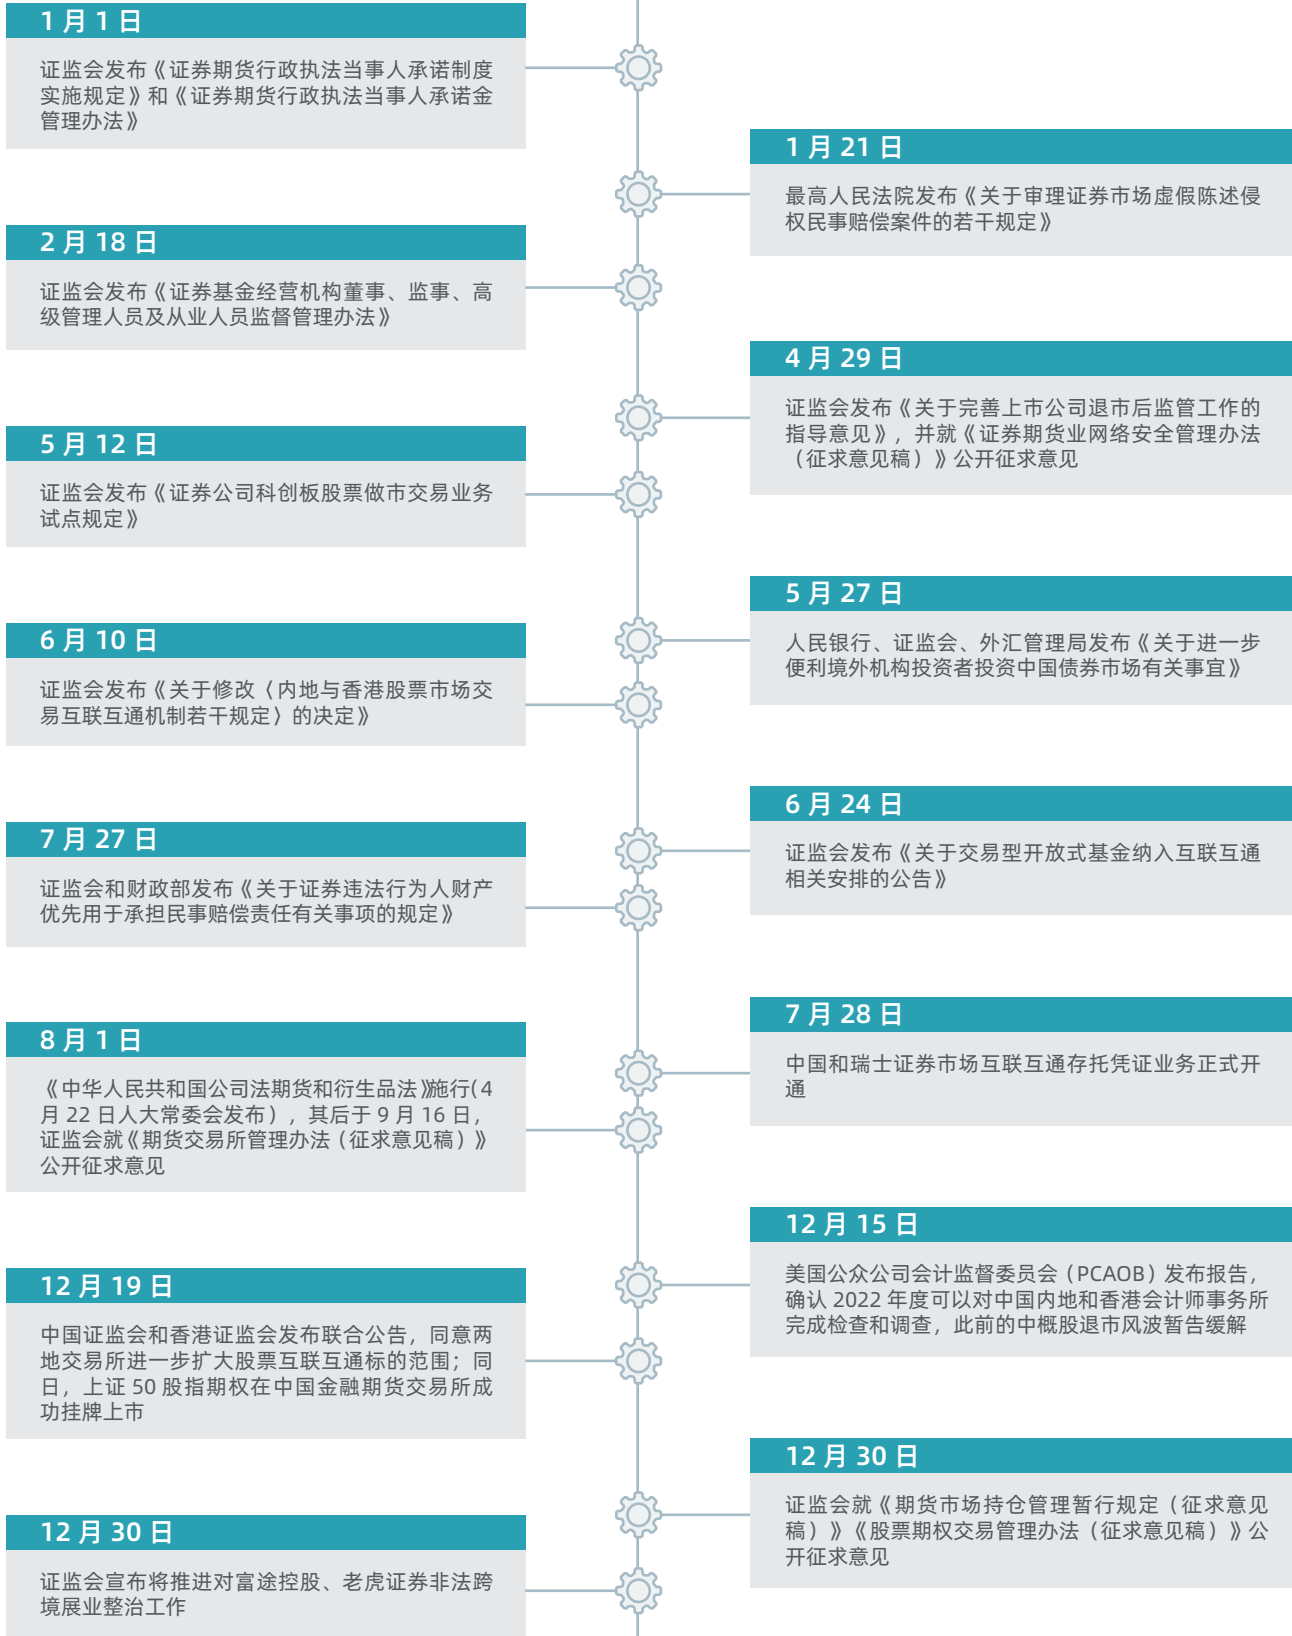 1 月 1 日
证监会发布《证券期货行政执法当事人承诺制度
实施规定》和《证券期货行政执法当事人承诺金
管理办法》
1 月 21 日
最高人民法院发布《关于审理证券市场虚假陈述侵
权民事赔偿案件的若干规定》
2 月 18 日
证监会发布《证券基金经营机构董事、监事、高
级管理人员及从业人员监督管理办法》
4 月 29 日
证监会发布《关于完善上市公司退市后监管工作的
指导意见》，并就《证券期货业网络安全管理办法
（征求意见稿）》公开征求意见
5 月 12 日
证监会发布《证券公司科创板股票做市交易业务
试点规定》
5 月 27 日
人民银行、证监会、外汇管理局发布《关于进一步
便利境外机构投资者投资中国债券市场有关事宜》
6 月 10 日
证监会发布《关于修改〈内地与香港股票市场交
易互联互通机制若干规定〉的决定》
6 月 24 日
证监会发布《关于交易型开放式基金纳入互联互通
相关安排的公告》
7 月 27 日
证监会和财政部发布《关于证券违法行为人财产
优先用于承担民事赔偿责任有关事项的规定》
7 月 28 日
中国和瑞士证券市场互联互通存托凭证业务正式开
通
8 月 1 日
《中华人民共和国公司法期货和衍生品法》施行(4
月 22 日人大常委会发布），其后于 9 月 16 日，
证监会就《期货交易所管理办法（征求意见稿）》
公开征求意见
12 月 15 日
美国公众公司会计监督委员会（PCAOB）发布报告，
确认 2022 年度可以对中国内地和香港会计师事务所
完成检查和调查，此前的中概股退市风波暂告缓解
12 月 19 日
中国证监会和香港证监会发布联合公告，同意两
地交易所进一步扩大股票互联互通标的范围；同
日，上证 50 股指期权在中国金融期货交易所成
功挂牌上市
12 月 30 日
证监会就《期货市场持仓管理暂行规定（征求意见
稿）》《股票期权交易管理办法（征求意见稿）》公
开征求意见
12 月 30 日
证监会宣布将推进对富途控股、老虎证券非法跨
境展业整治工作